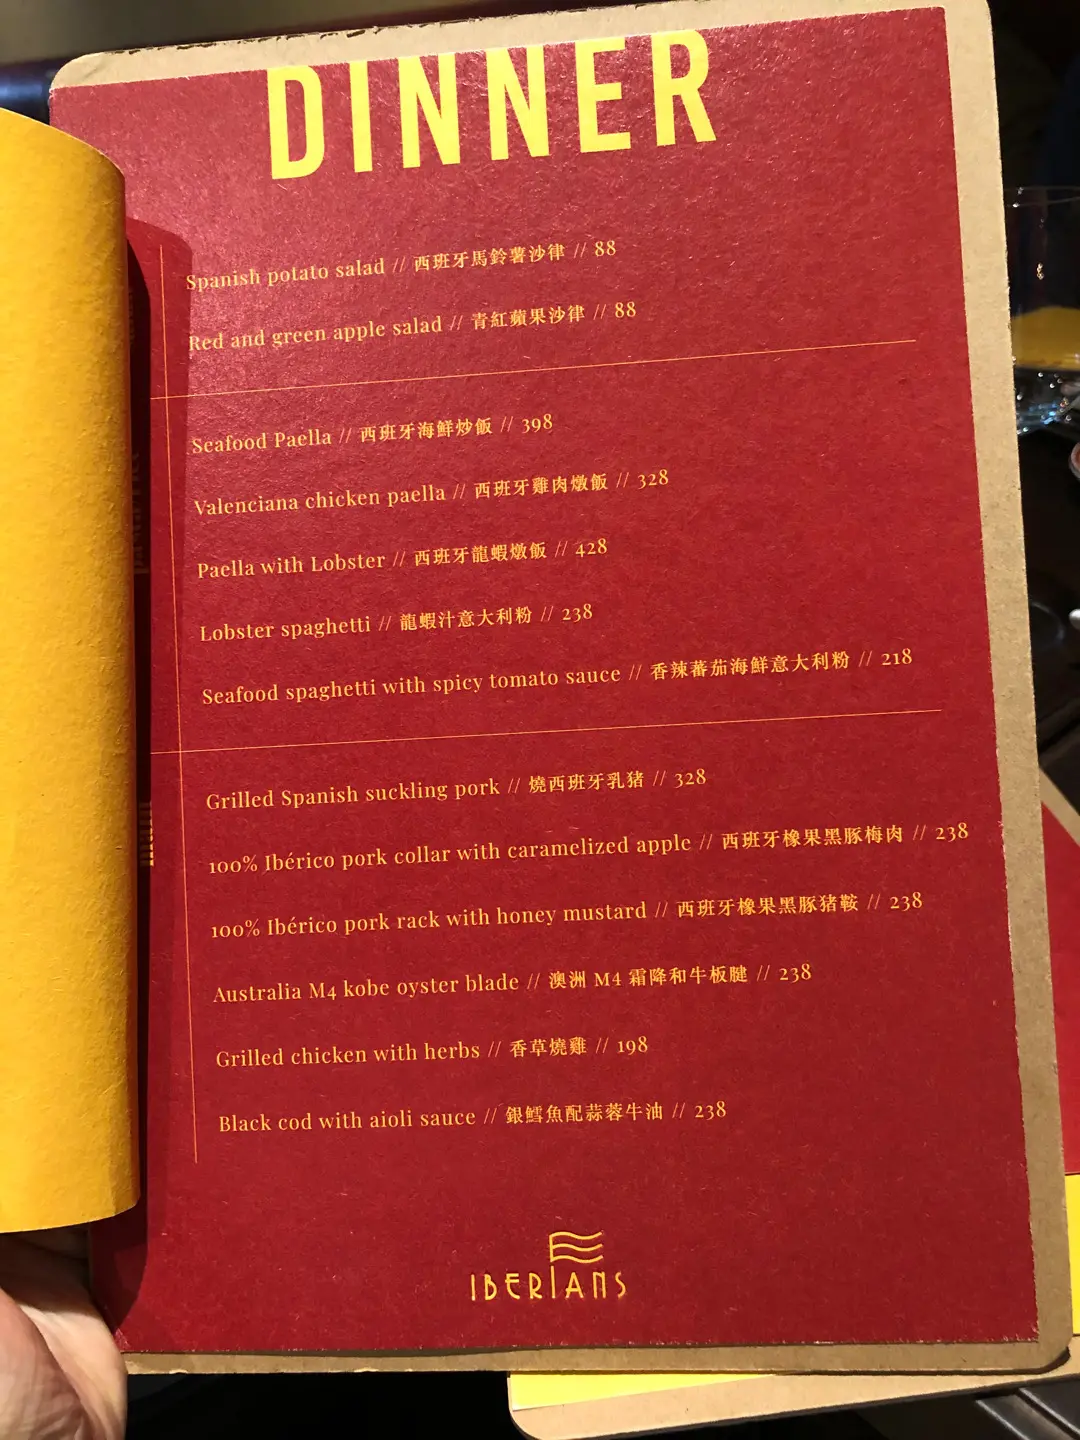 DINNER
Spanish potato salad // 西班牙馬鈴薯沙律 // 88
Red and green apple salad // 青紅蘋果沙律 // 88
Seafood Paella // 西班牙海鮮炒飯 // 398
Valenciana chicken paella // 西班牙雞肉燉飯 // 328
Paella with Lobster // 西班牙龍蝦燉飯 // 428
Lobster spaghetti // 龍蝦汁意大利粉 // 238
Seafood spaghetti with spicy tomato sauce // 香辣蕃茄海鮮意大利粉 // 218
Grilled Spanish suckling pork // 燒西班牙乳猪 // 328
100% Ibérico pork collar with caramelized apple // 西班牙橡果黑豚梅肉 // 238
100% Ibérico pork rack with honey mustard // 西班牙橡果黑豚猪鞍 // 238
Australia M4 kobe oyster blade // 澳洲 M4 霜降和牛板腱 // 238
Grilled chicken with herbs // 香草燒雞 // 198
Black cod with aioli sauce // 銀鱈魚配蒜蓉牛油 // 238
IBERIANS